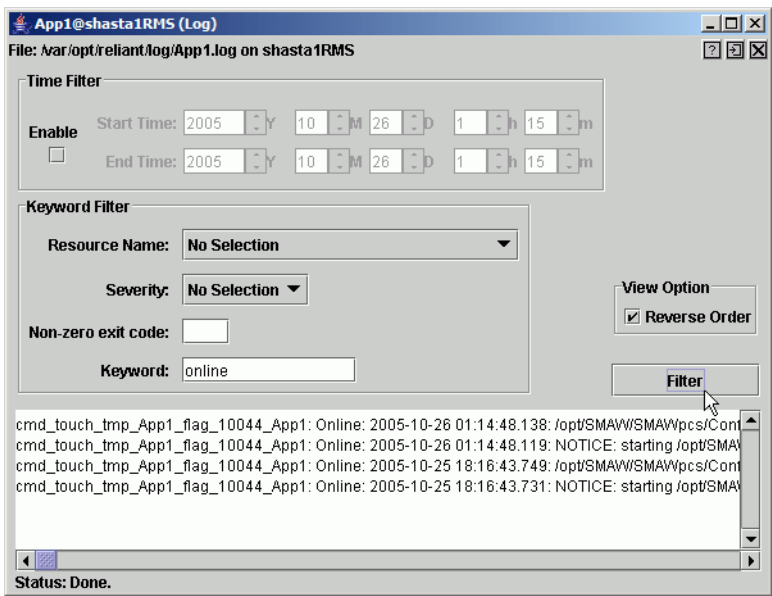 App1@shasta1RMS (Log)
File: /var/opt/reliant/log/App1.log on shasta1RMS
Time Filter
Enable
Start Time: 2005 Y 10 M 26 D 1 h 15 m
End Time: 2005 Y 10 M 26 D 1 h 15 m
Keyword Filter
Resource Name: No Selection
Severity: No Selection
Non-zero exit code:
Keyword: online
View Option
Reverse Order
Filter
cmd_touch_tmp_App1_flag_10044_App1: Online: 2005-10-26 01:14:48.138: /opt/SMAW/SMAWpcs/Conf
cmd_touch_tmp_App1_flag_10044_App1: Online: 2005-10-26 01:14:48.119: NOTICE: starting /opt/SMAW
cmd_touch_tmp_App1_flag_10044_App1: Online: 2005-10-25 18:16:43.749: /opt/SMAW/SMAWpcs/Conf
cmd_touch_tmp_App1_flag_10044_App1: Online: 2005-10-25 18:16:43.731: NOTICE: starting /opt/SMAW
Status: Done.